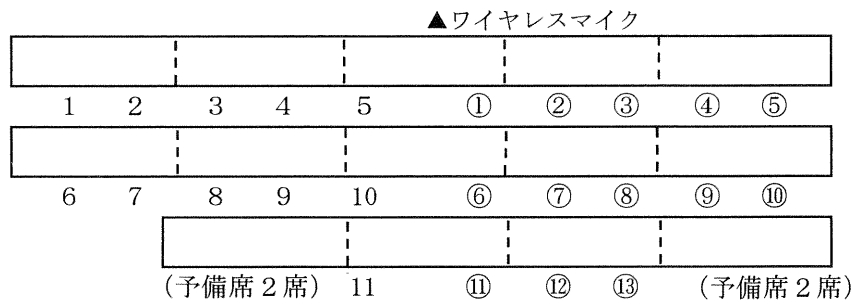 ▲ワイヤレスマイク
1 2 3 4 5 ① ② ③ ④ ⑤
6 7 8 9 10 ⑥ ⑦ ⑧ ⑨ ⑩
(予備席2席) 11 ⑪ ⑫ ⑬ (予備席2席)